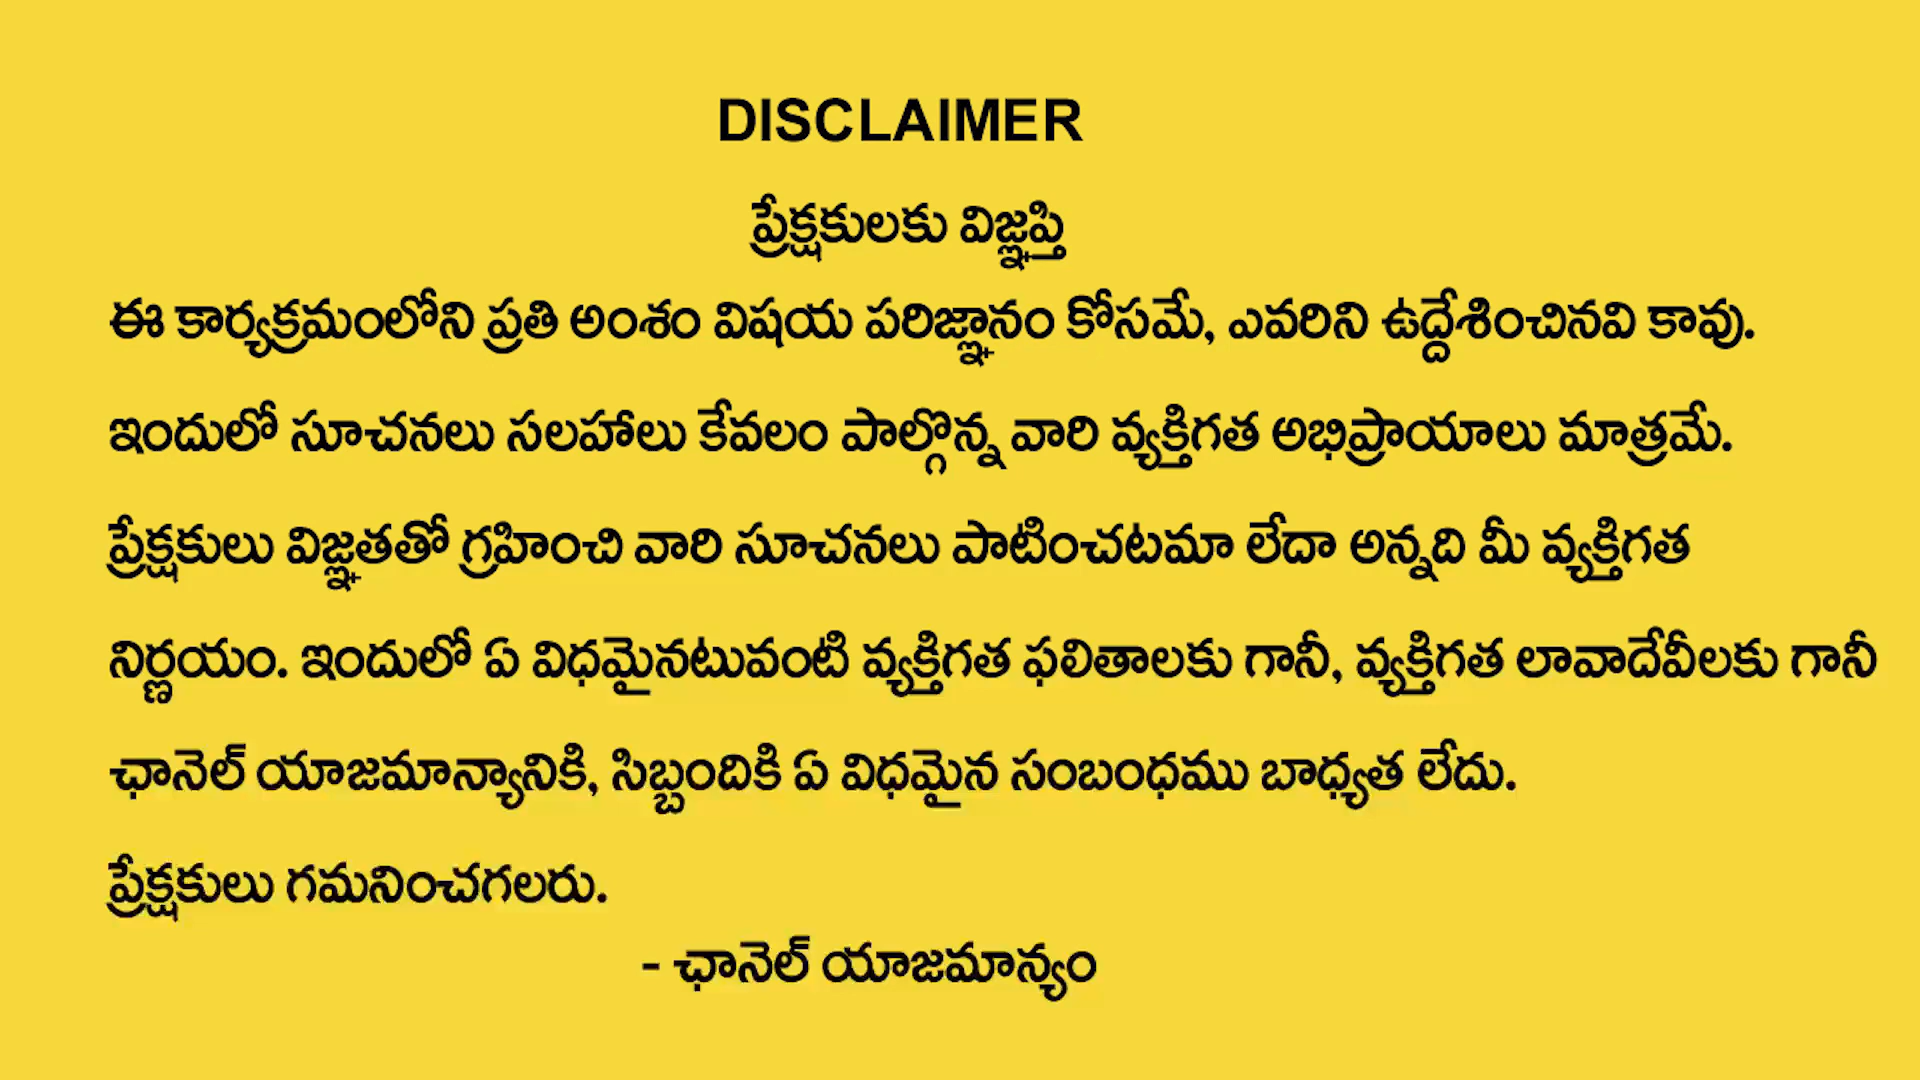 DISCLAIMER
ప్రేక్షకులకు విజ్ఞప్తి
ఈ కార్యక్రమంలోని ప్రతి అంశం విషయ పరిజ్ఞానం కోసమే, ఎవరిని ఉద్దేశించినవి కావు.
ఇందులో సూచనలు సలహాలు కేవలం పాల్గొన్న వారి వ్యక్తిగత అభిప్రాయాలు మాత్రమే.
ప్రేక్షకులు విజ్ఞతతో గ్రహించి వారి సూచనలు పాటించటమా లేదా అన్నది మీ వ్యక్తిగత
నిర్ణయం. ఇందులో ఏ విధమైనటువంటి వ్యక్తిగత ఫలితాలకు గానీ, వ్యక్తిగత లావాదేవీలకు గానీ
ఛానెల్ యాజమాన్యానికి, సిబ్బందికి ఏ విధమైన సంబంధము బాధ్యత లేదు.
ప్రేక్షకులు గమనించగలరు.
- ఛానెల్ యాజమాన్యం